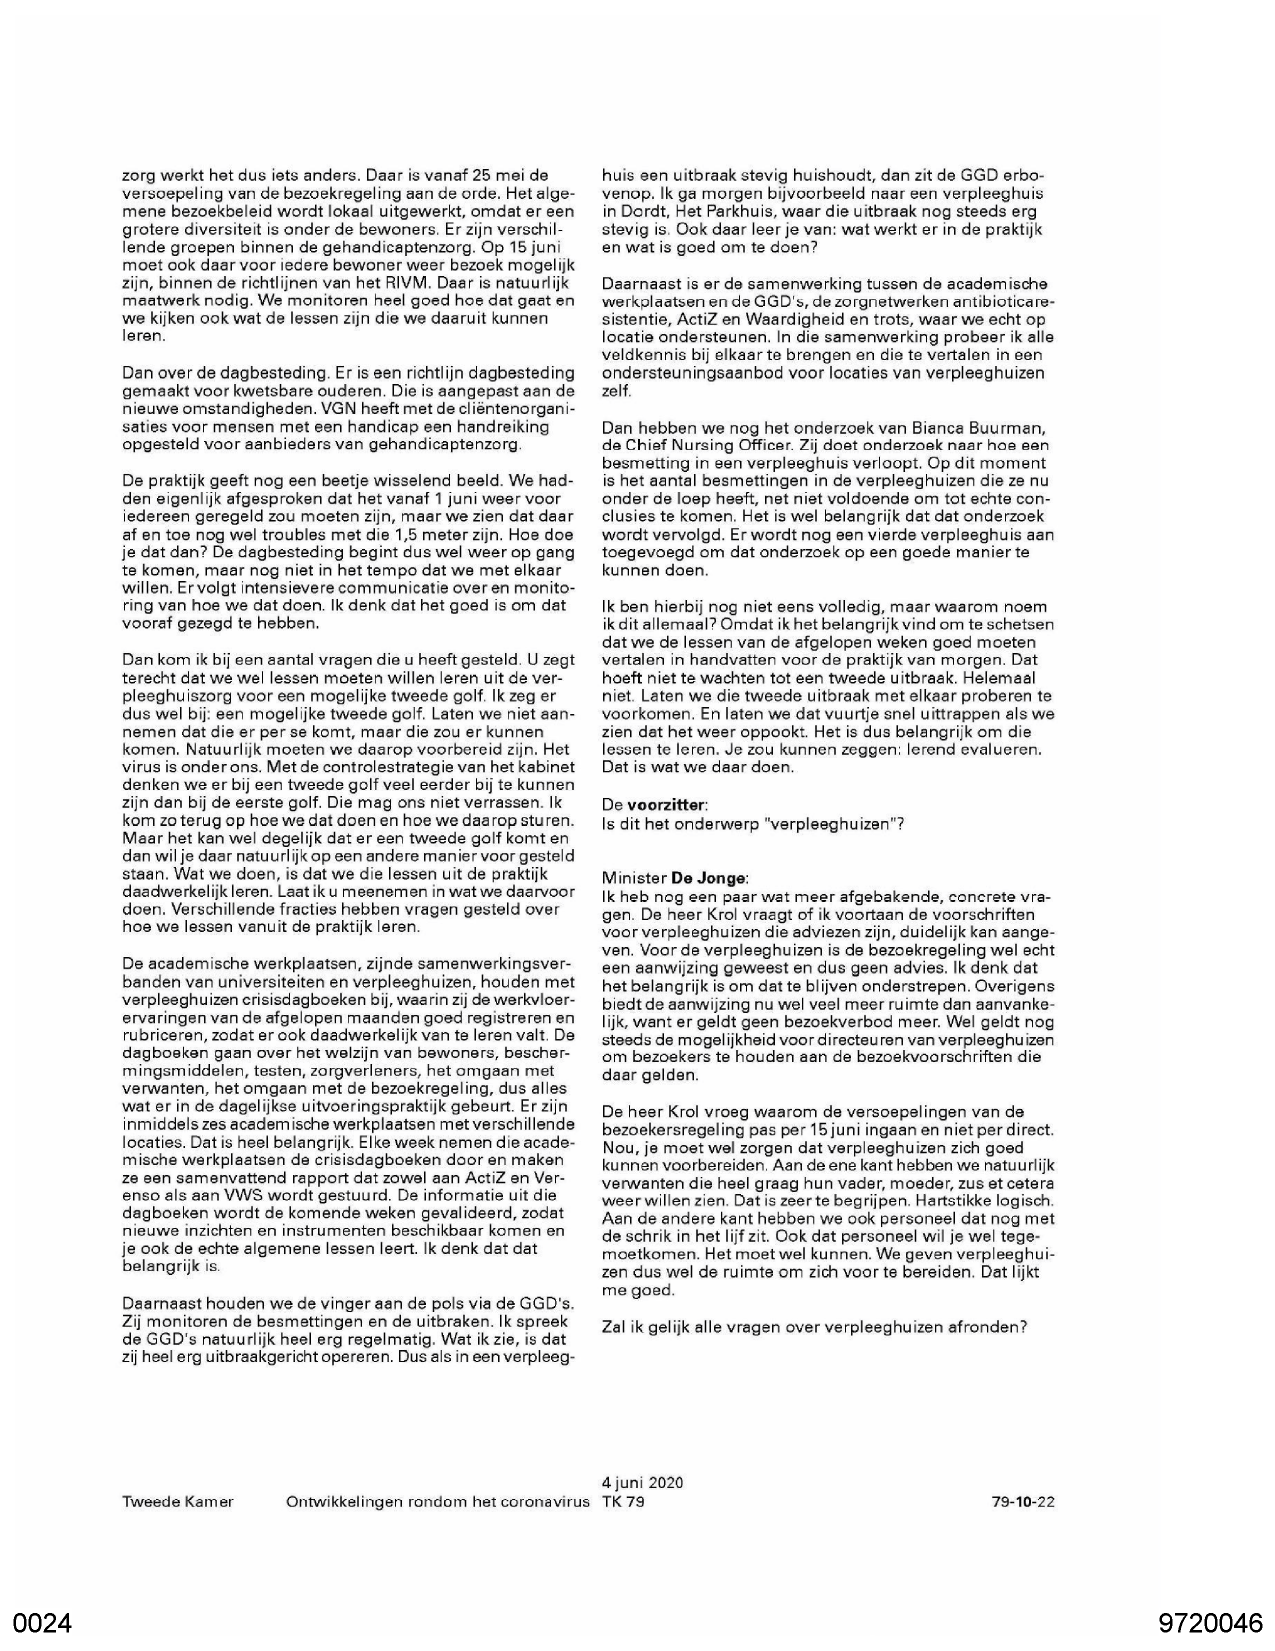 zorg werkt het dus iets anders. Daar is vanaf 25 mei de
versoepeling van de bezoekregeling aan de orde. Het alge-
mene bezoekbeleid wordt lokaal uitgewerkt, omdat er een
grotere diversiteit is onder de bewoners. Er zijn verschil-
lende groepen binnen de gehandicaptenzorg. Op 15 juni
moet ook daar voor iedere bewoner weer bezoek mogelijk
zijn, binnen de richtlijnen van het RIVM. Daar is natuurlijk
maatwerk nodig. We monitoren heel goed hoe dat gaat en
we kijken ook wat de lessen zijn die we daaruit kunnen
leren.

Dan over de dagbesteding. Er is een richtlijn dagbesteding
gemaakt voor kwetsbare ouderen. Die is aangepast aan de
nieuwe omstandigheden. VGN heeft met de cliëntenorgani-
saties voor mensen met een handicap een handreiking
opgesteld voor aanbieders van gehandicaptenzorg.

De praktijk geeft nog een beetje wisselend beeld. We had-
den eigenlijk afgesproken dat het vanaf 1 juni weer voor
iedereen geregeld zou moeten zijn, maar we zien dat daar
af en toe nog wel troubles met die 1,5 meter zijn. Hoe doe
je dat dan? De dagbesteding begint dus wel weer op gang
te komen, maar nog niet in het tempo dat we met elkaar
willen. Er volgt intensievere communicatie over en monito-
ring van hoe we dat doen. Ik denk dat het goed is om dat
vooraf gezegd te hebben.

Dan kom ik bij een aantal vragen die u heeft gesteld. U zegt
terecht dat we wel lessen moeten willen leren uit de ver-
pleeghuiszorg voor een mogelijke tweede golf. Ik zeg er
dus wel bij: een mogelijke tweede golf. Laten we niet aan-
nemen dat die er per se komt, maar die zou er kunnen
komen. Natuurlijk moeten we daarop voorbereid zijn. Het
virus is onder ons. Met de controlestrategie van het kabinet
denken we er bij een tweede golf veel eerder bij te kunnen
zijn dan bij de eerste golf. Die mag ons niet verrassen. Ik
kom zo terug op hoe we dat doen en hoe we daarop sturen.
Maar het kan wel degelijk dat er een tweede golf komt en
dan wil je daar natuurlijk op een andere manier voor gesteld
staan. Wat we doen, is dat we die lessen uit de praktijk
daadwerkelijk leren. Laat ik u meenemen in wat we daarvoor
doen. Verschillende fracties hebben vragen gesteld over
hoe we lessen vanuit de praktijk leren.

De academische werkplaatsen, zijnde samenwerkingsver-
banden van universiteiten en verpleeghuizen, houden met
verpleeghuizen crisisdagboeken bij, waarin zij de werkvloer-
ervaringen van de afgelopen maanden goed registreren en
rubriceren, zodat er ook daadwerkelijk van te leren valt. De
dagboeken gaan over het welzijn van bewoners, bescher-
mingsmiddelen, testen, zorgverleners, het omgaan met
verwanten, het omgaan met de bezoekregeling, dus alles
wat er in de dagelijkse uitvoeringspraktijk gebeurt. Er zijn
inmiddels zes academische werkplaatsen met verschillende
locaties. Dat is heel belangrijk. Elke week nemen die acade-
mische werkplaatsen de crisisdagboeken door en maken
ze een samenvattend rapport dat zowel aan ActiZ en Ver-
enso als aan VWS wordt gestuurd. De informatie uit die
dagboeken wordt de komende weken gevalideerd, zodat
nieuwe inzichten en instrumenten beschikbaar komen en
je ook de echte algemene lessen leert. Ik denk dat dat
belangrijk is.

Daarnaast houden we de vinger aan de pols via de GGD's.
Zij monitoren de besmettingen en de uitbraken. Ik spreek
de GGD's natuurlijk heel erg regelmatig. Wat ik zie, is dat
zij heel erg uitbraakgericht opereren. Dus als in een verpleeg-
huis een uitbraak stevig huishoudt, dan zit de GGD erbo-
venop. Ik ga morgen bijvoorbeeld naar een verpleeghuis
in Dordt, Het Parkhuis, waar die uitbraak nog steeds erg
stevig is. Ook daar leer je van: wat werkt er in de praktijk
en wat is goed om te doen?

Daarnaast is er de samenwerking tussen de academische
werkplaatsen en de GGD's, de zorgnetwerken antibioticare-
sistentie, ActiZ en Waardigheid en trots, waar we echt op
locatie ondersteunen. In die samenwerking probeer ik alle
veldkennis bij elkaar te brengen en die te vertalen in een
ondersteuningsaanbod voor locaties van verpleeghuizen
zelf.

Dan hebben we nog het onderzoek van Bianca Buurman,
de Chief Nursing Officer. Zij doet onderzoek naar hoe een
besmetting in een verpleeghuis verloopt. Op dit moment
is het aantal besmettingen in de verpleeghuizen die ze nu
onder de loep heeft, net niet voldoende om tot echte con-
clusies te komen. Het is wel belangrijk dat dat onderzoek
wordt vervolgd. Er wordt nog een vierde verpleeghuis aan
toegevoegd om dat onderzoek op een goede manier te
kunnen doen.

Ik ben hierbij nog niet eens volledig, maar waarom noem
ik dit allemaal? Omdat ik het belangrijk vind om te schetsen
dat we de lessen van de afgelopen weken goed moeten
vertalen in handvatten voor de praktijk van morgen. Dat
hoeft niet te wachten tot een tweede uitbraak. Helemaal
niet. Laten we die tweede uitbraak met elkaar proberen te
voorkomen. En laten we dat vuurtje snel uittrappen als we
zien dat het weer oppookt. Het is dus belangrijk om die
lessen te leren. Je zou kunnen zeggen: lerend evalueren.
Dat is wat we daar doen.

De voorzitter:
Is dit het onderwerp "verpleeghuizen"?

Minister De Jonge:
Ik heb nog een paar wat meer afgebakende, concrete vra-
gen. De heer Krol vraagt of ik voortaan de voorschriften
voor verpleeghuizen die adviezen zijn, duidelijk kan aange-
ven. Voor de verpleeghuizen is de bezoekregeling wel echt
een aanwijzing geweest en dus geen advies. Ik denk dat
het belangrijk is om dat te blijven onderstrepen. Overigens
biedt de aanwijzing nu wel veel meer ruimte dan aanvanke-
lijk, want er geldt geen bezoekverbod meer. Wel geldt nog
steeds de mogelijkheid voor directeuren van verpleeghuizen
om bezoekers te houden aan de bezoekvoorschriften die
daar gelden.

De heer Krol vroeg waarom de versoepelingen van de
bezoekersregeling pas per 15 juni ingaan en niet per direct.
Nou, je moet wel zorgen dat verpleeghuizen zich goed
kunnen voorbereiden. Aan de ene kant hebben we natuurlijk
verwanten die heel graag hun vader, moeder, zus et cetera
weer willen zien. Dat is zeer te begrijpen. Hartstikke logisch.
Aan de andere kant hebben we ook personeel dat nog met
de schrik in het lijf zit. Ook dat personeel wil je wel tege-
moetkomen. Het moet wel kunnen. We geven verpleeghui-
zen dus wel de ruimte om zich voor te bereiden. Dat lijkt
me goed.

Zal ik gelijk alle vragen over verpleeghuizen afronden?

4 juni 2020
Tweede Kamer Ontwikkelingen rondom het coronavirus TK 79 79-10-22
0024 9720046